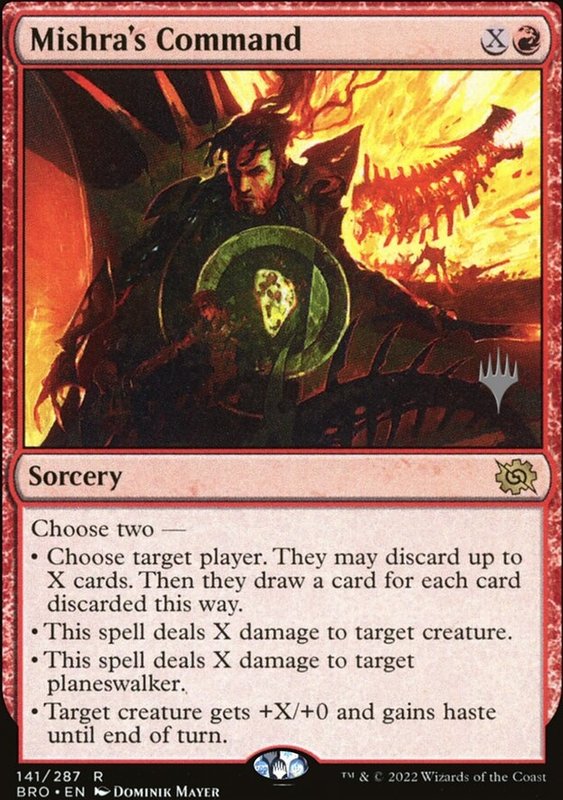 Mishra's Command X
Sorcery
Choose two —
• Choose target player. They may discard up to
X cards. Then they draw a card for each card
discarded this way.
• This spell deals X damage to target creature.
• This spell deals X damage to target
planeswalker.
• Target creature gets +X/+0 and gains haste
until end of turn.
141/287 R
BRO • EN DOMINIK MAYER
™ & © 2022 Wizards of the Coast